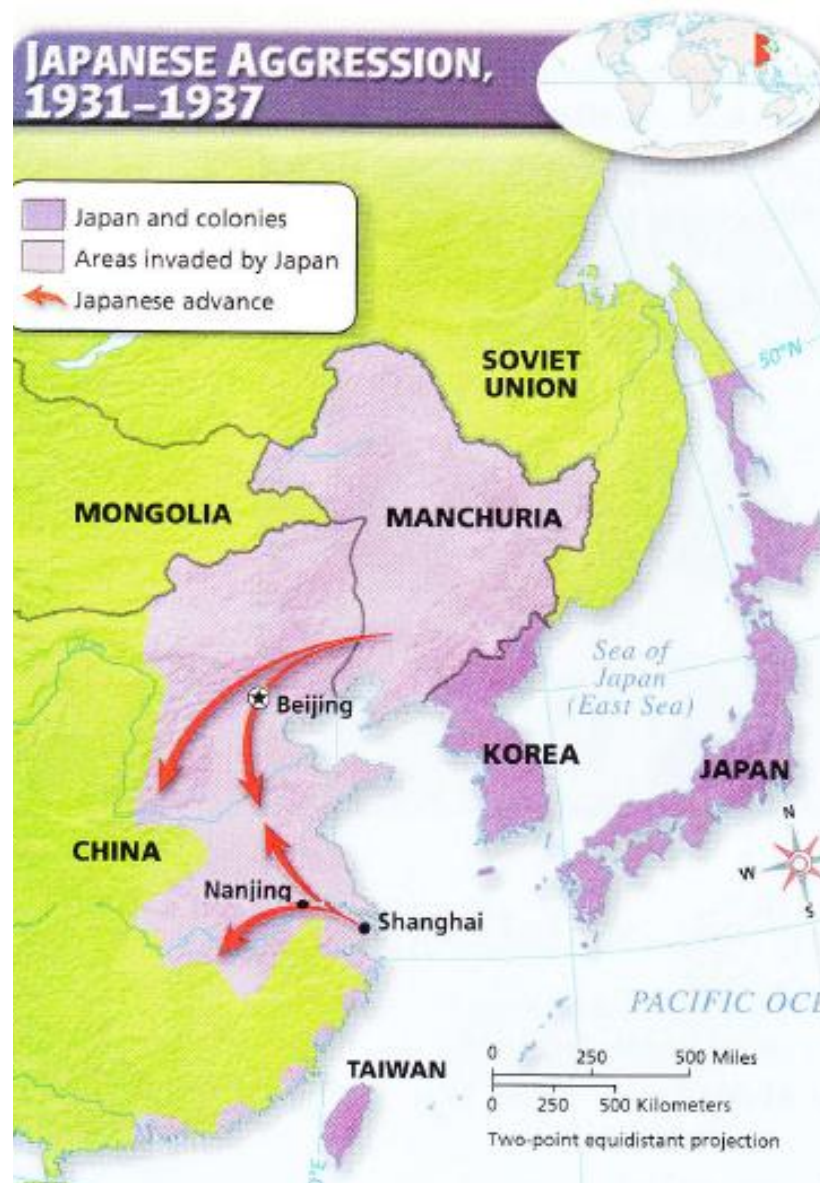 JAPANESE AGGRESSION,
1931–1937
Japan and colonies
Areas invaded by Japan
Japanese advance
SOVIET
UNION
50°N
MONGOLIA
MANCHURIA
Sea of
Japan
(East Sea)
Beijing
KOREA
JAPAN
N
W
S
CHINA
Nanjing
Shanghai
PACIFIC OCE
TAIWAN
0 250 500 Miles
0 250 500 Kilometers
Two-point equidistant projection
0°E